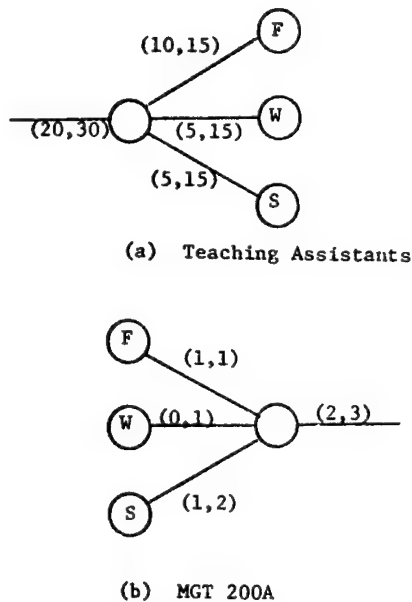 F
(10,15)
W
(20,30)
(5,15)
(5,15)
S
(a) Teaching Assistants
F
(1,1)
W
(0,1)
(2,3)
S
(1,2)
(b) MGT 200A